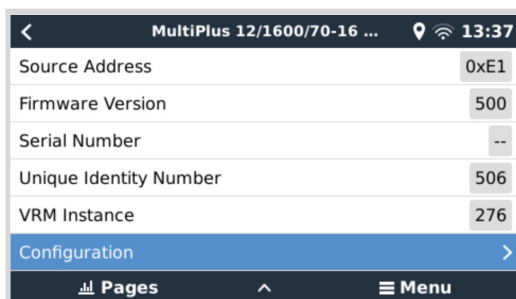 MultiPlus 12/1600/70-16 ... 13:37
Source Address 0xE1
Firmware Version 500
Serial Number --
Unique Identity Number 506
VRM Instance 276
Configuration
Pages Menu